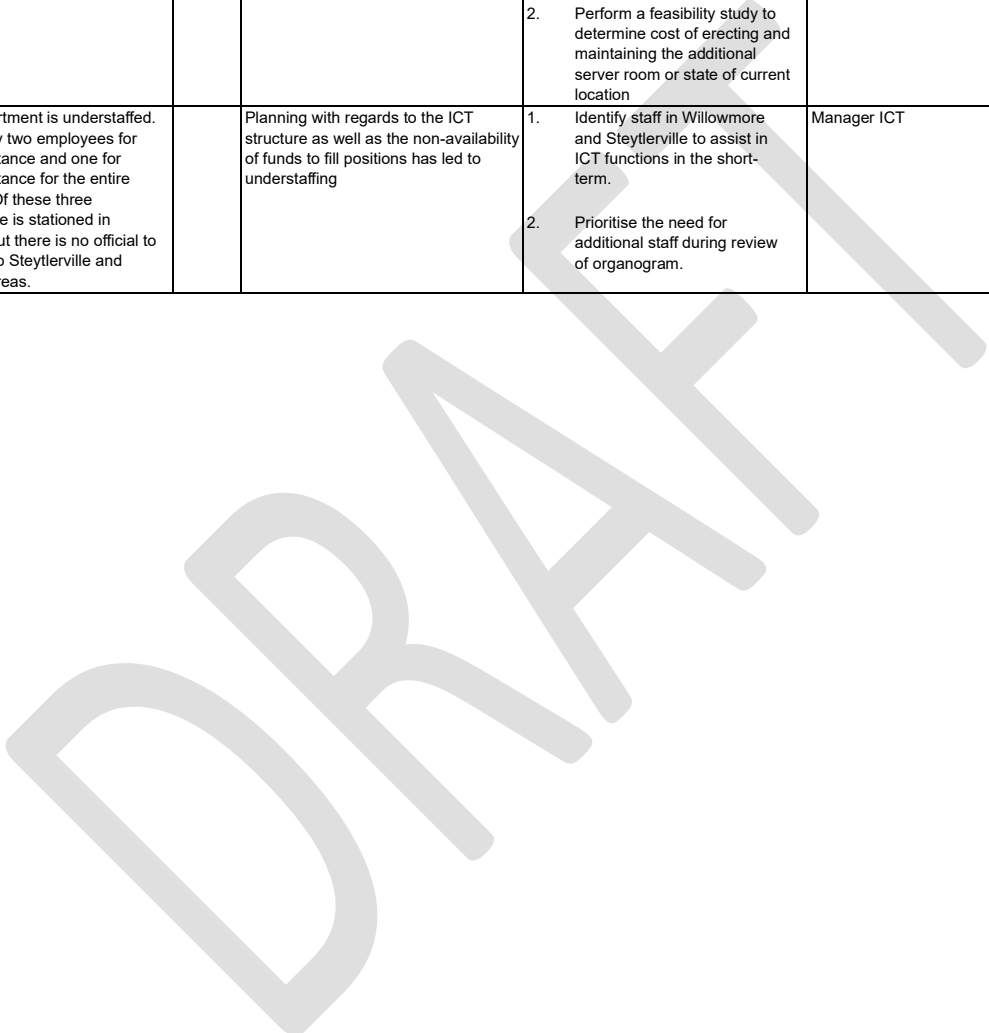 2. Perform a feasibility study to
determine cost of erecting and
maintaining the additional
server room or state of current
location
rtment is understaffed.
y two employees for
tance and one for
tance for the entire
Of these three
e is stationed in
ut there is no official to
o Steytlerville and
reas.
Planning with regards to the ICT
structure as well as the non-availability
of funds to fill positions has led to
understaffing
1. Identify staff in Willowmore
and Steytlerville to assist in
ICT functions in the short-
term.
2. Prioritise the need for
additional staff during review
of organogram.
Manager ICT
DRAFT